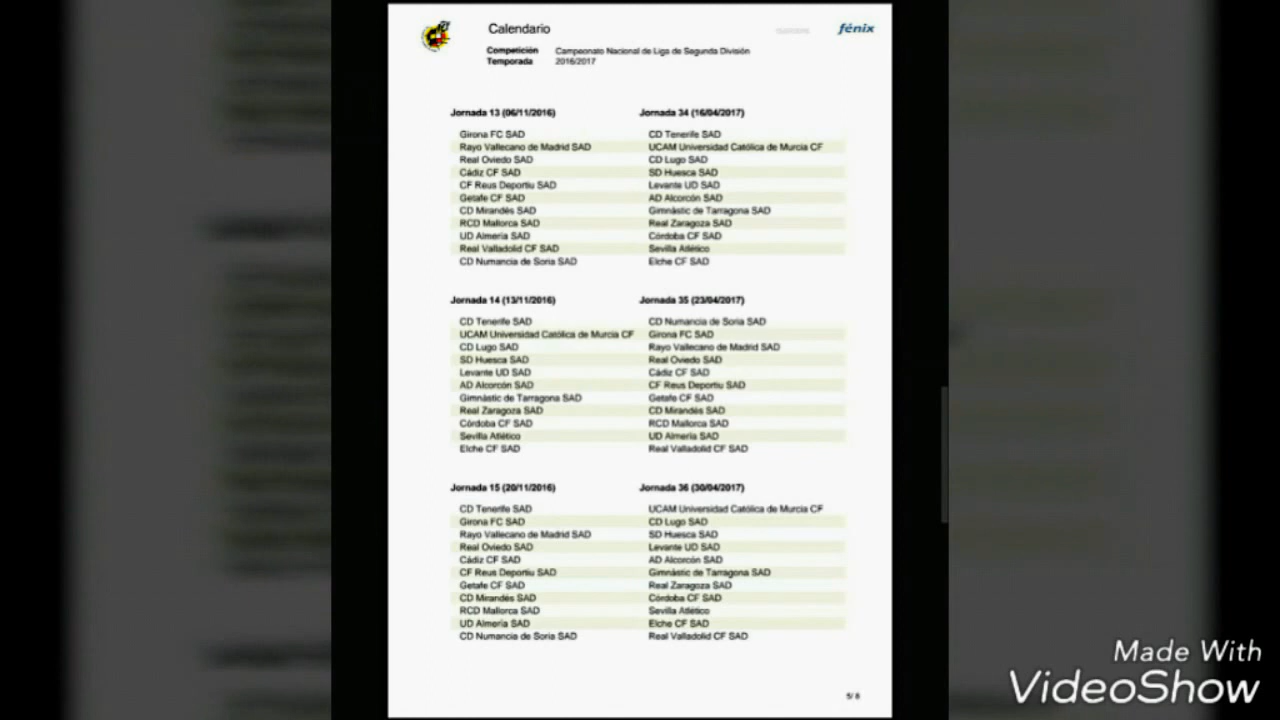 Calendario
fénix
Competición Campeonato Nacional de Liga de Segunda División
Temporada 2016/2017
Jornada 13 (06/11/2016) Jornada 34 (16/04/2017)
Girona FC SAD CD Tenerife SAD
Rayo Vallecano de Madrid SAD UCAM Universidad Católica de Murcia CF
Real Oviedo SAD CD Lugo SAD
Cádiz CF SAD SD Huesca SAD
CF Reus Deportiu SAD Levante UD SAD
Getafe CF SAD AD Alcorcón SAD
CD Mirandés SAD Gimnàstic de Tarragona SAD
RCD Mallorca SAD Real Zaragoza SAD
UD Almería SAD Córdoba CF SAD
Real Valladolid CF SAD Sevilla Atlético
CD Numancia de Soria SAD Elche CF SAD
Jornada 14 (13/11/2016) Jornada 35 (23/04/2017)
CD Tenerife SAD CD Numancia de Soria SAD
UCAM Universidad Católica de Murcia CF Girona FC SAD
CD Lugo SAD Rayo Vallecano de Madrid SAD
SD Huesca SAD Real Oviedo SAD
Levante UD SAD Cádiz CF SAD
AD Alcorcón SAD CF Reus Deportiu SAD
Gimnàstic de Tarragona SAD Getafe CF SAD
Real Zaragoza SAD CD Mirandés SAD
Córdoba CF SAD RCD Mallorca SAD
Sevilla Atlético UD Almería SAD
Elche CF SAD Real Valladolid CF SAD
Jornada 15 (20/11/2016) Jornada 36 (30/04/2017)
CD Tenerife SAD UCAM Universidad Católica de Murcia CF
Girona FC SAD CD Lugo SAD
Rayo Vallecano de Madrid SAD SD Huesca SAD
Real Oviedo SAD Levante UD SAD
Cádiz CF SAD AD Alcorcón SAD
CF Reus Deportiu SAD Gimnàstic de Tarragona SAD
Getafe CF SAD Real Zaragoza SAD
CD Mirandés SAD Córdoba CF SAD
RCD Mallorca SAD Sevilla Atlético
UD Almería SAD Elche CF SAD
CD Numancia de Soria SAD Real Valladolid CF SAD
5/ 8
Made With
VideoShow